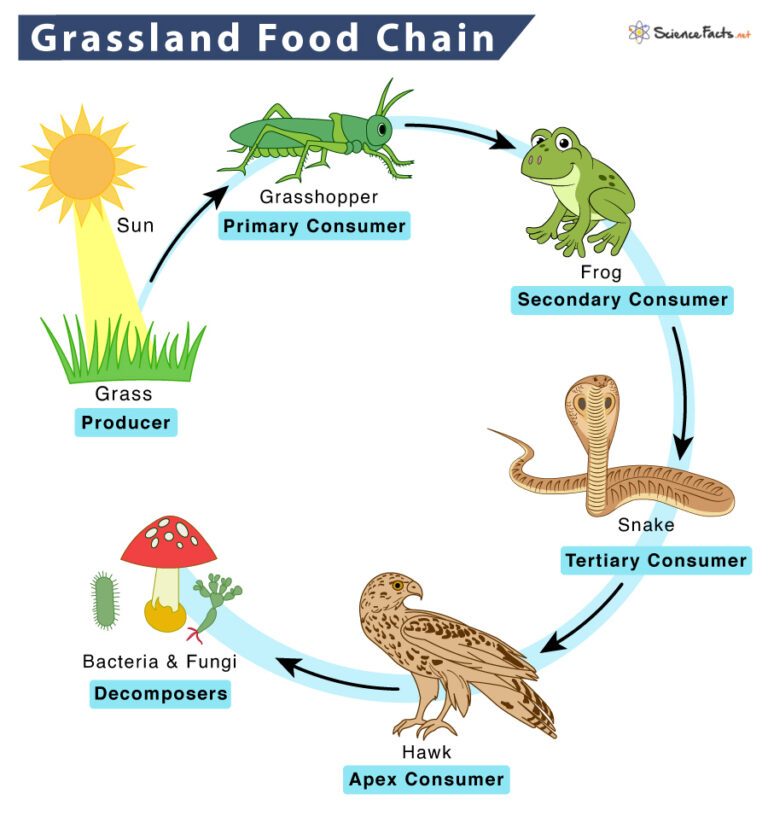 Grassland Food Chain
ScienceFacts.net
Sun
Grasshopper
Primary Consumer
Frog
Secondary Consumer
Grass
Producer
Snake
Tertiary Consumer
Bacteria & Fungi
Decomposers
Hawk
Apex Consumer